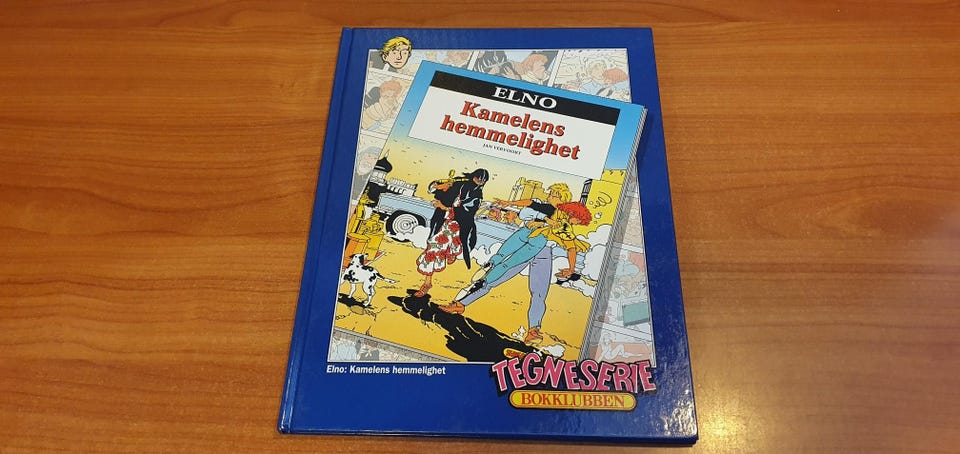 ELNO
Kamelens
hemmelighet
JAN VERVOORT
Elno: Kamelens hemmelighet
TEGNESERIE
BOKKLUBBEN